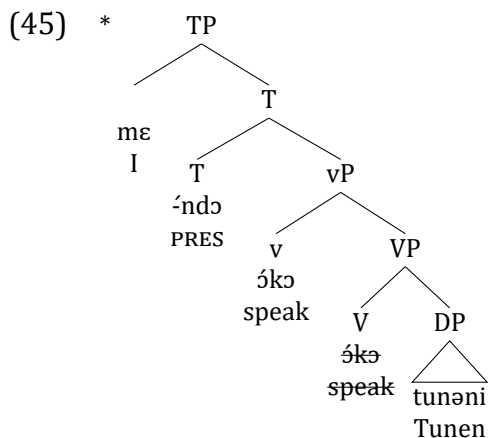 (45) * TP
T
mɛ
I
T vP
-́ndɔ
PRES
v VP
ɔ́kɔ
speak
V DP
ɔ́kɔ
speak
tunəni
Tunen